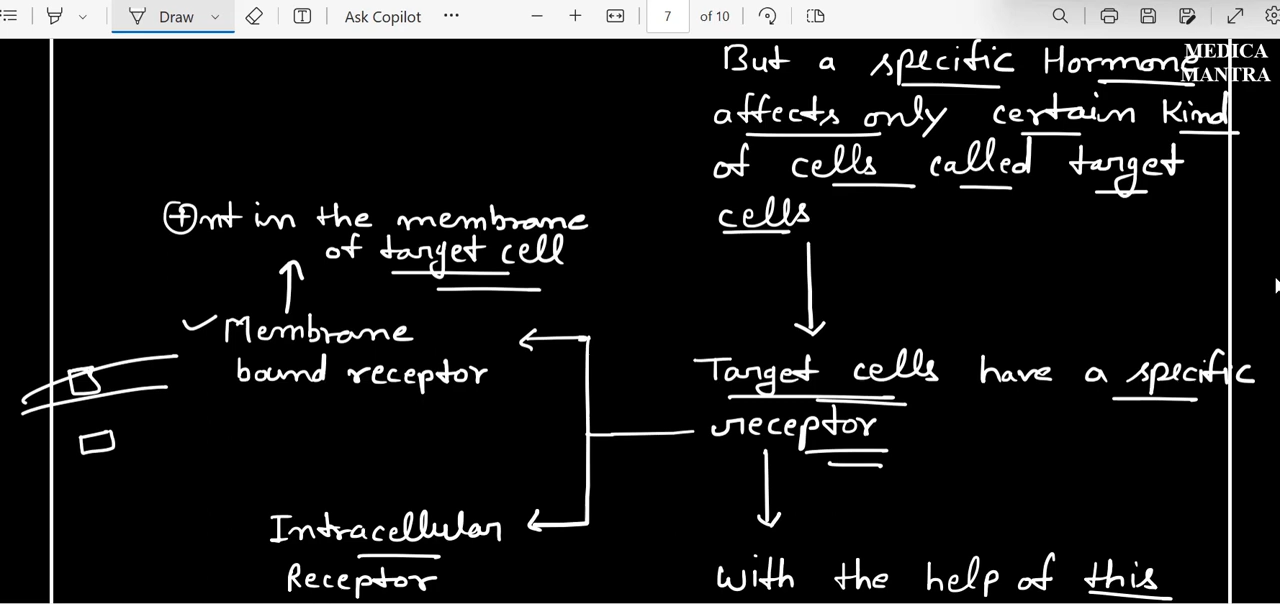 Draw
Ask Copilot
7 of 10
MEDICA
MANTRA
But a specific Hormone
affects only certain kind
of cells called target
cells
⊕nt in the membrane
of target cell
Membrane
bound receptor
Target cells have a specific
receptor
Intracellular
Receptor
with the help of this